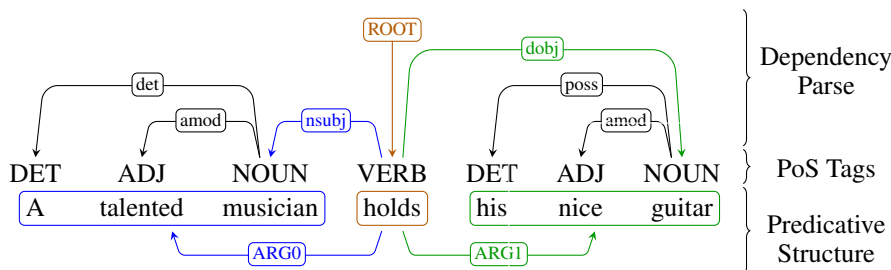 ROOT
dobj
Dependency
Parse
det
poss
amod
nsubj
amod
DET ADJ NOUN VERB DET ADJ NOUN
PoS Tags
A talented musician holds his nice guitar
Predicative
Structure
ARG0
ARG1